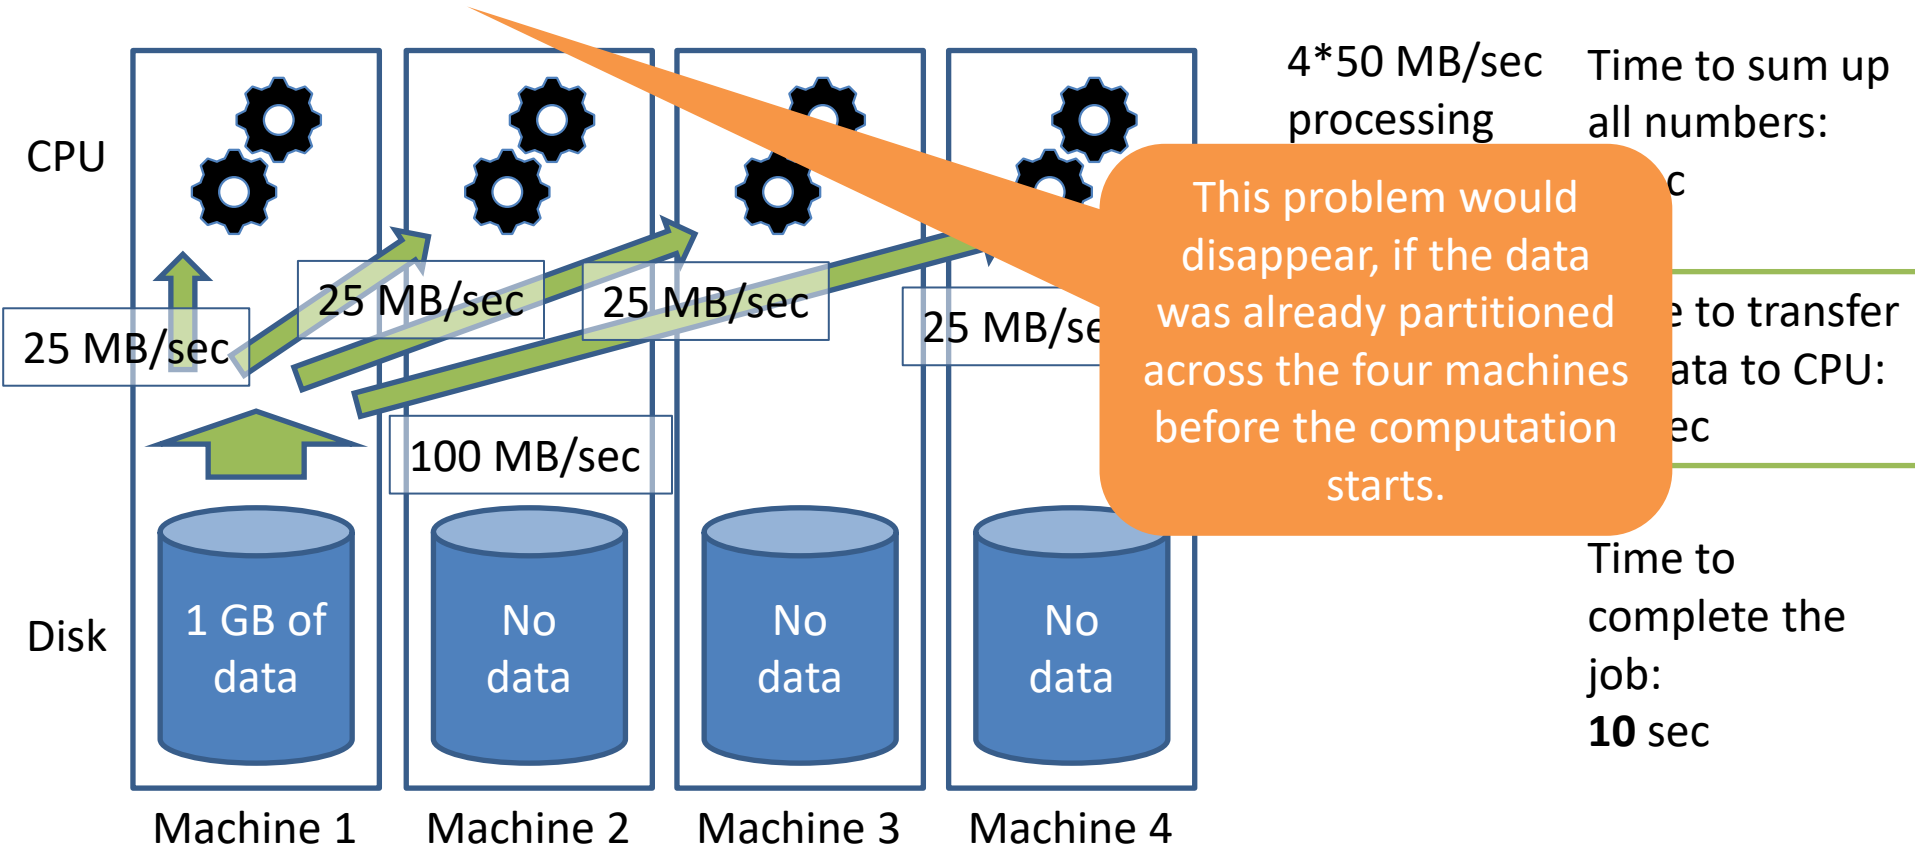 4*50 MB/sec
processing
Time to sum up
all numbers:
CPU
This problem would
disappear, if the data
was already partitioned
across the four machines
before the computation
starts.
25 MB/sec
25 MB/sec
25 MB/sec
25 MB/se
to transfer
to CPU:
100 MB/sec
Disk
1 GB of
data
No
data
No
data
No
data
Time to
complete the
job:
10 sec
Machine 1
Machine 2
Machine 3
Machine 4